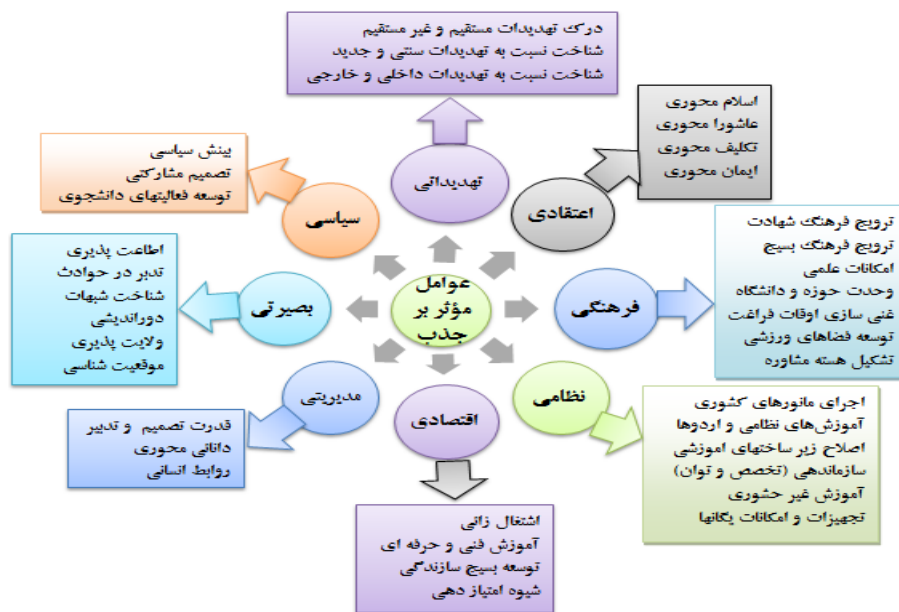 درک تهدیدات مستقیم و غیر مستقیم
شناخت نسبت به تهدیدات سنتی و جدید
شناخت نسبت به تهدیدات داخلی و خارجی
تهدیداتی
اسلام محوری
عاشورا محوری
تکلیف محوری
ایمان محوری
اعتقادی
ترویج فرهنگ شهادت
ترویج فرهنگ بسیج
امکانات علمی
وحدت حوزه و دانشگاه
غنی سازی اوقات فراغت
توسعه فضاهای ورزشی
تشکیل هسته مشاوره
فرهنگی
اجرای مانورهای کشوری
آموزش‌های نظامی و اردوها
اصلاح زیر ساختهای اموزشی
سازماندهی (تخصص و توان)
آموزش غیر حشوری
تجهیزات و امکانات یگانها
نظامی
اقتصادی
اشتغال زانی
آموزش فنی و حرفه ای
توسعه بسیج سازندگی
شیوه امتیاز دهی
مدیریتی
قدرت تصمیم و تدبیر
دانانی محوری
روابط انسانی
بصیرتی
اطاعت پذیری
تدبر در حوادث
شناخت شبهات
دوراندیشی
ولایت پذیری
موقعیت شناسی
سیاسی
بینش سیاسی
تصمیم مشارکتی
توسعه فعالیتهای دانشجوی
عوامل
مؤثر بر
جذب